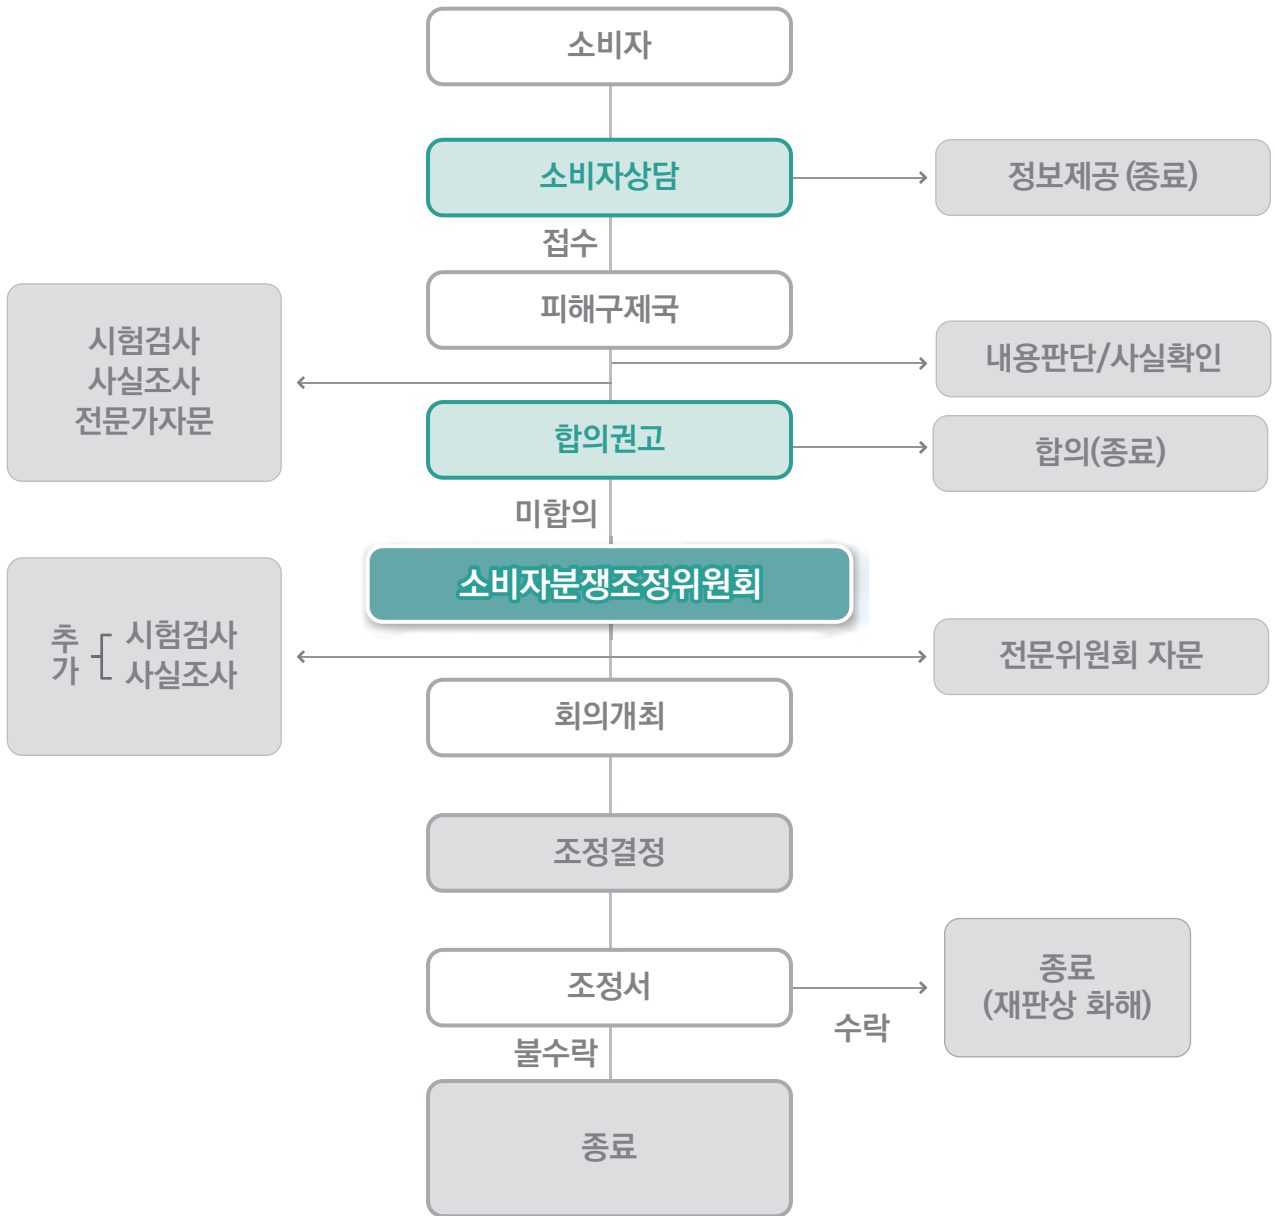 소비자
소비자상담
정보제공 (종료)
접수
피해구제국
시험검사
사실조사
전문가자문
내용판단/사실확인
합의권고
합의(종료)
미합의
소비자분쟁조정위원회
추가
시험검사
사실조사
전문위원회 자문
회의개최
조정결정
조정서
종료
(재판상 화해)
수락
불수락
종료